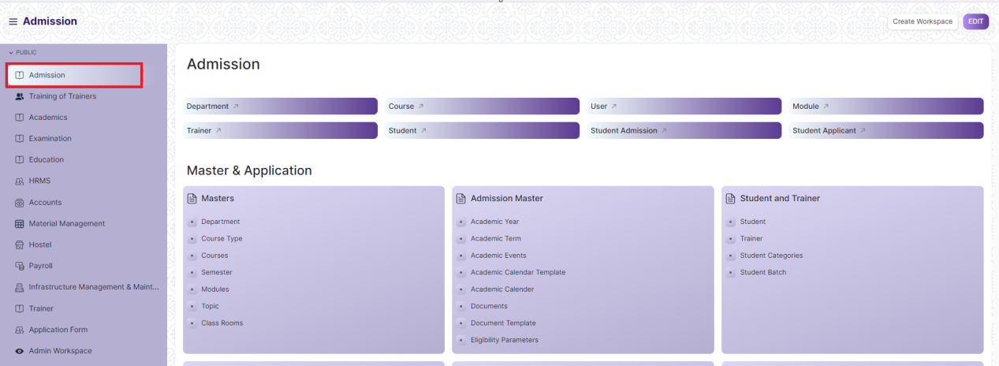 Admission
Create Workspace
EDIT
PUBLIC
Admission
Training of Trainers
Academics
Examination
Education
HRMS
Accounts
Material Management
Hostel
Payroll
Infrastructure Management & Maint...
Trainer
Application Form
Admin Workspace
Admission
Department
Course
User
Module
Trainer
Student
Student Admission
Student Applicant
Master & Application
Masters
Department
Course Type
Courses
Semester
Modules
Topic
Class Rooms
Admission Master
Academic Year
Academic Term
Academic Events
Academic Calendar Template
Academic Calender
Documents
Document Template
Eligibility Parameters
Student and Trainer
Student
Trainer
Student Categories
Student Batch